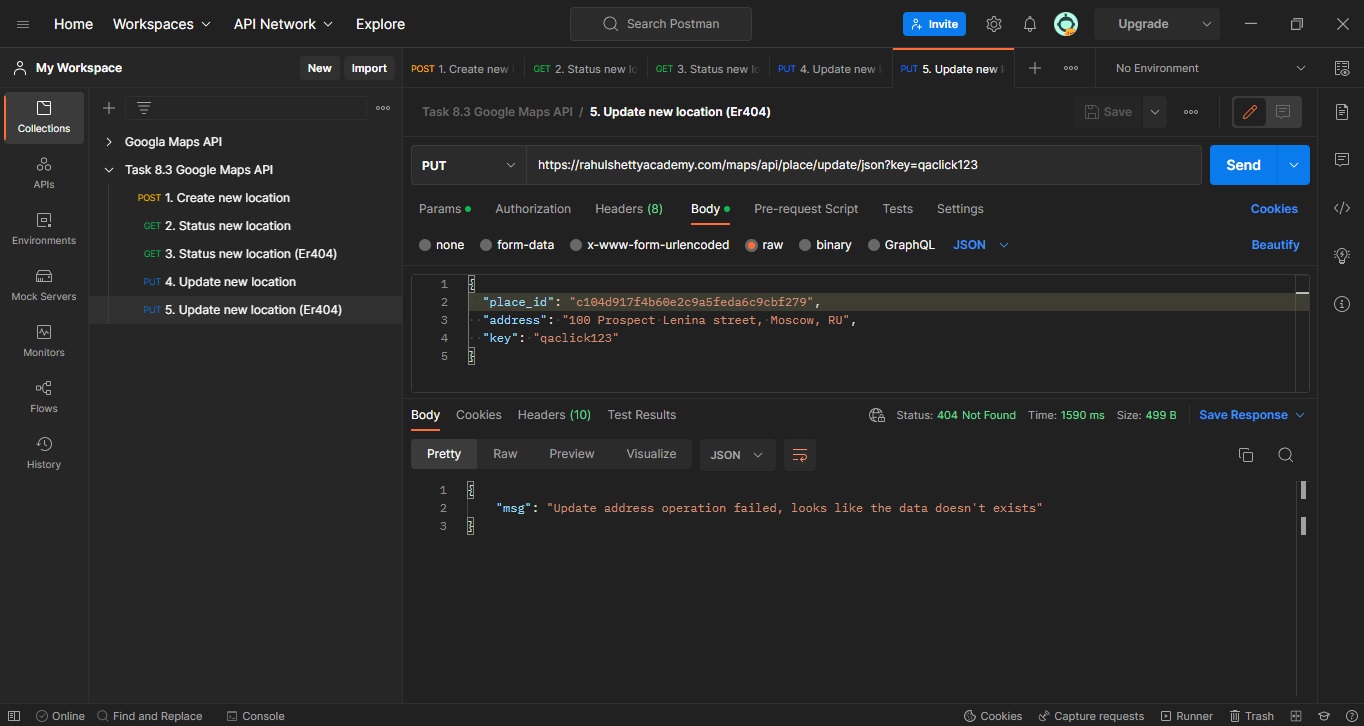 Home Workspaces API Network Explore Search Postman Invite Upgrade
My Workspace New Import
POST 1. Create new GET 2. Status new lo GET 3. Status new lo PUT 4. Update new PUT 5. Update new l No Environment
Collections
APIs
Environments
Mock Servers
Monitors
Flows
History
Googla Maps API
Task 8.3 Google Maps API
POST 1. Create new location
GET 2. Status new location
GET 3. Status new location (Er404)
PUT 4. Update new location
PUT 5. Update new location (Er404)
Task 8.3 Google Maps API / 5. Update new location (Er404) Save
PUT https://rahulshettyacademy.com/maps/api/place/update/json?key=qaclick123 Send
Params Authorization Headers (8) Body Pre-request Script Tests Settings Cookies
none form-data x-www-form-urlencoded raw binary GraphQL JSON Beautify
1 {
2 "place_id": "c104d917f4b60e2c9a5feda6c9cbf279",
3 "address": "100 Prospect Lenina street, Moscow, RU",
4 "key": "qaclick123"
5 }
Body Cookies Headers (10) Test Results Status: 404 Not Found Time: 1590 ms Size: 499 B Save Response
Pretty Raw Preview Visualize JSON
1 {
2 "msg": "Update address operation failed, looks like the data doesn't exists"
3 }
Online Find and Replace Console Cookies Capture requests Runner Trash